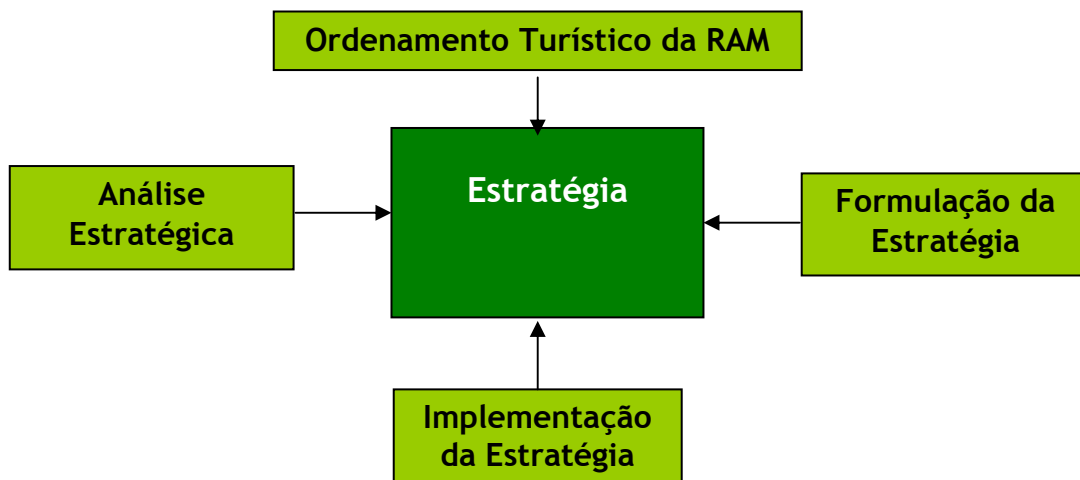 Ordenamento Turístico da RAM
Estratégia
Análise
Estratégica
Formulação da
Estratégia
Implementação
da Estratégia